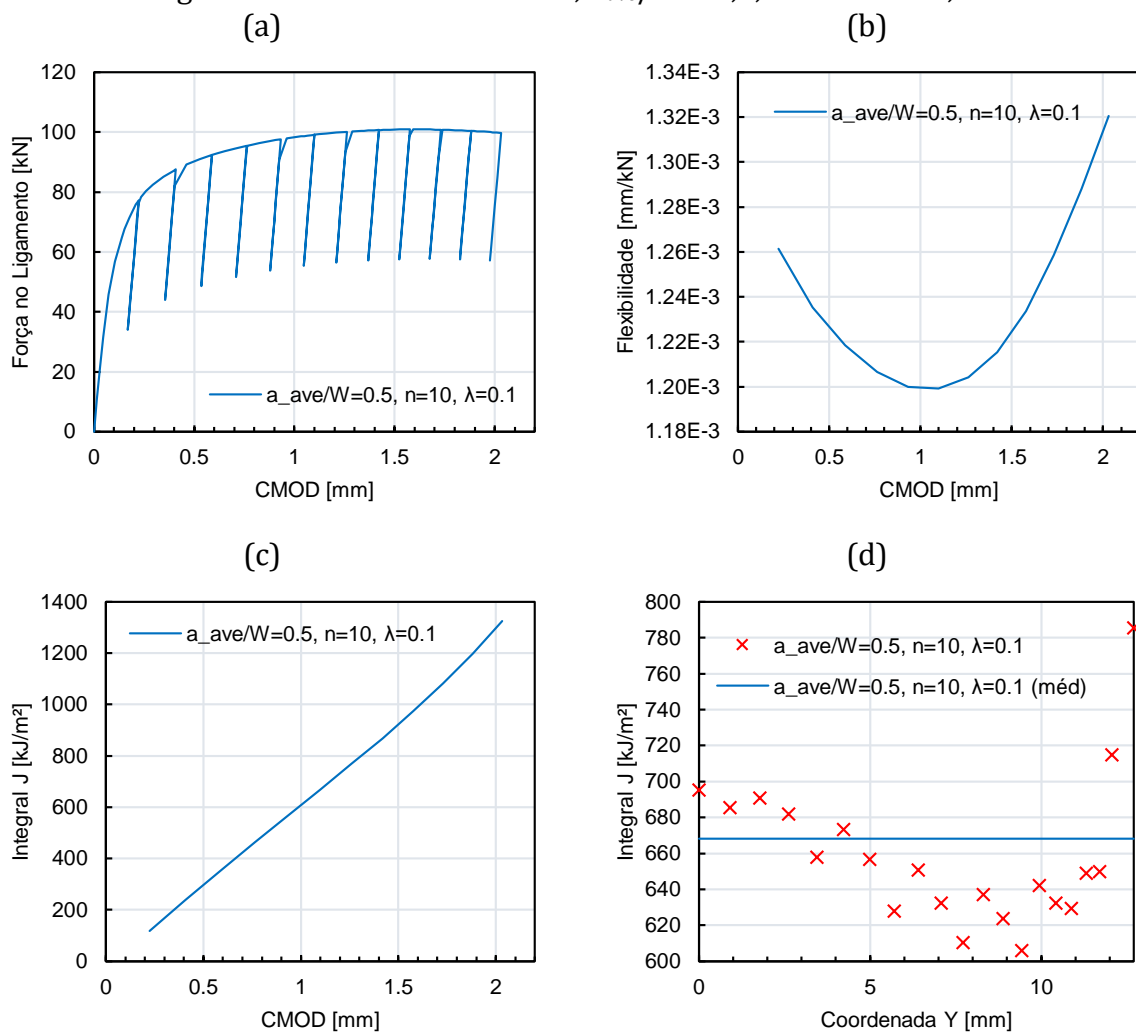 (a)
Força no Ligamento [kN]
120
100
80
60
40
20
0
a_ave/W=0.5, n=10, λ=0.1
0 0.5 1 1.5 2
CMOD [mm]
(b)
Flexibilidade [mm/kN]
1.34E-3
1.32E-3
1.30E-3
1.28E-3
1.26E-3
1.24E-3
1.22E-3
1.20E-3
1.18E-3
a_ave/W=0.5, n=10, λ=0.1
0 0.5 1 1.5 2
CMOD [mm]
(c)
Integral J [kJ/m²]
1400
1200
1000
800
600
400
200
0
a_ave/W=0.5, n=10, λ=0.1
0 0.5 1 1.5 2
CMOD [mm]
(d)
Integral J [kJ/m²]
800
780
760
740
720
700
680
660
640
620
600
a_ave/W=0.5, n=10, λ=0.1
a_ave/W=0.5, n=10, λ=0.1 (méd)
0 5 10
Coordenada Y [mm]